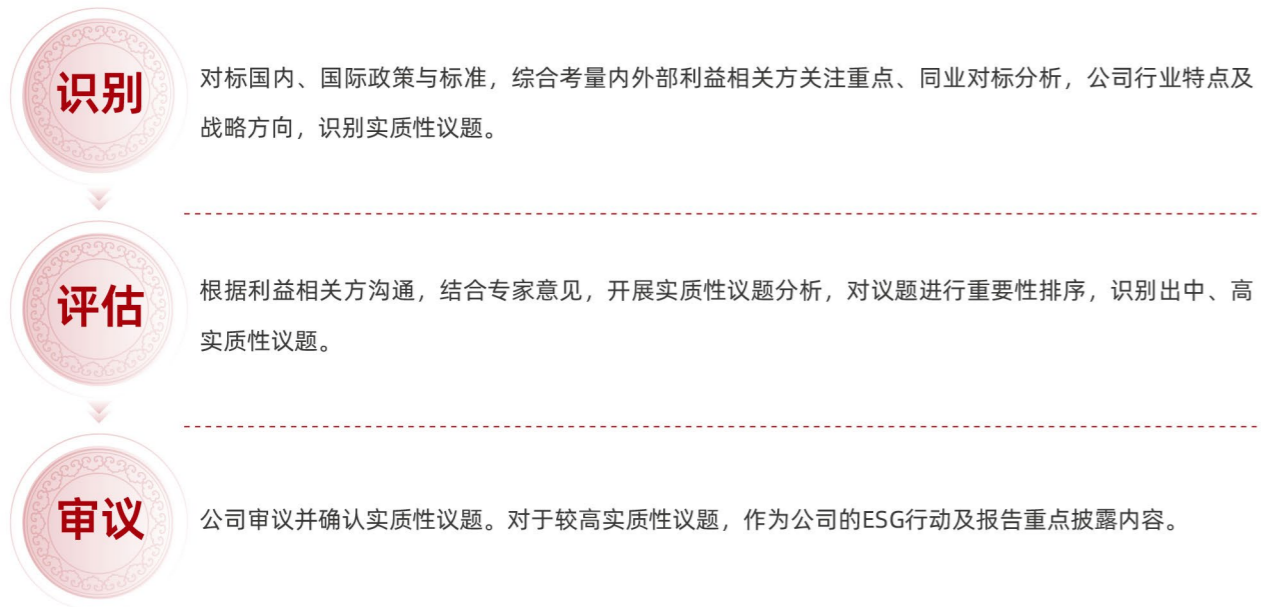 识别
对标国内、国际政策与标准，综合考量内外部利益相关方关注重点、同业对标分析，公司行业特点及
战略方向，识别实质性议题。
评估
根据利益相关方沟通，结合专家意见，开展实质性议题分析，对议题进行重要性排序，识别出中、高
实质性议题。
审议
公司审议并确认实质性议题。对于较高实质性议题，作为公司的ESG行动及报告重点披露内容。